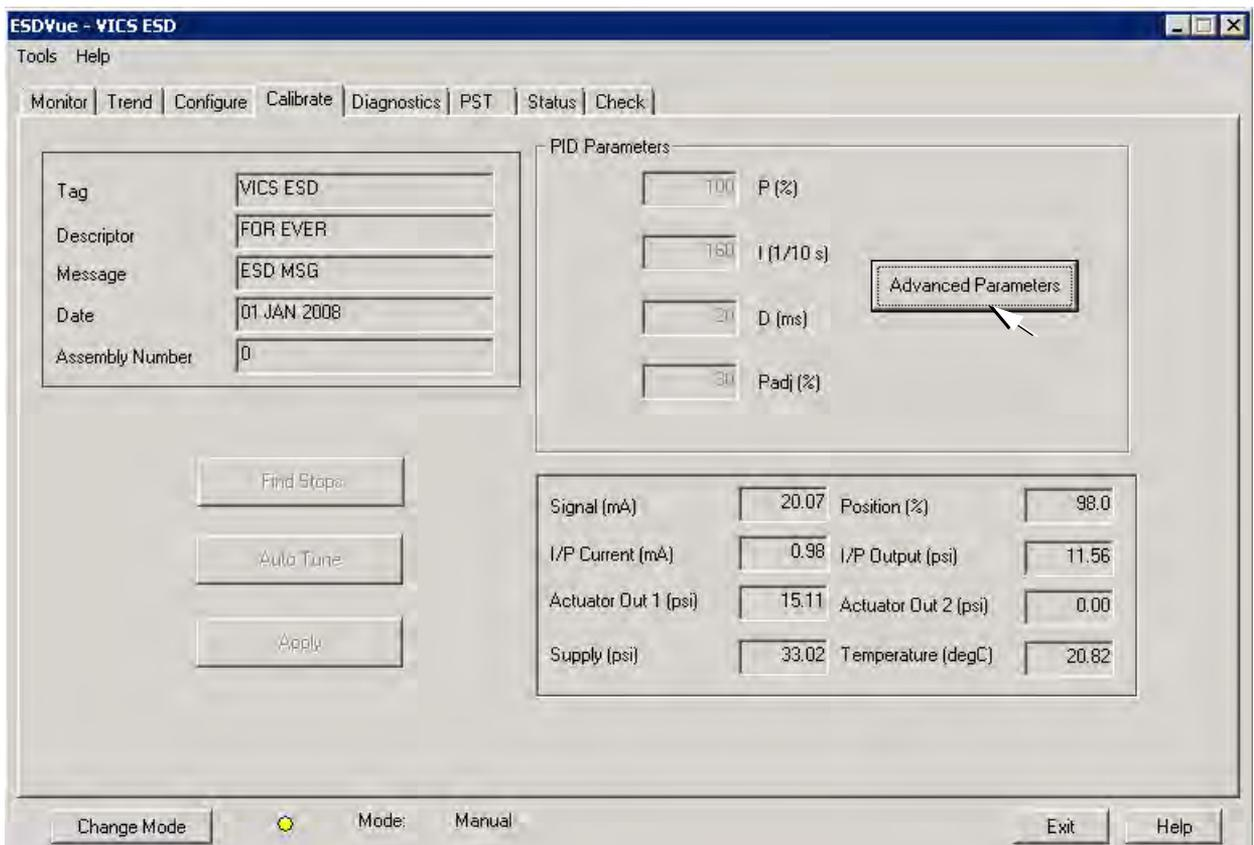 ESDVue - VICS ESD
Tools Help
Monitor Trend Configure Calibrate Diagnostics PST Status Check
Tag VICS ESD
Descriptor FOR EVER
Message ESD MSG
Date 01 JAN 2008
Assembly Number 0
PID Parameters
100 P (%)
160 I (1/10 s)
20 D (ms)
30 Padj (%)
Advanced Parameters
Find Stops
Auto Tune
Apply
Signal (mA) 20.07 Position (%) 98.0
I/P Current (mA) 0.98 I/P Output (psi) 11.56
Actuator Out 1 (psi) 15.11 Actuator Out 2 (psi) 0.00
Supply (psi) 33.02 Temperature (degC) 20.82
Change Mode Mode: Manual Exit Help